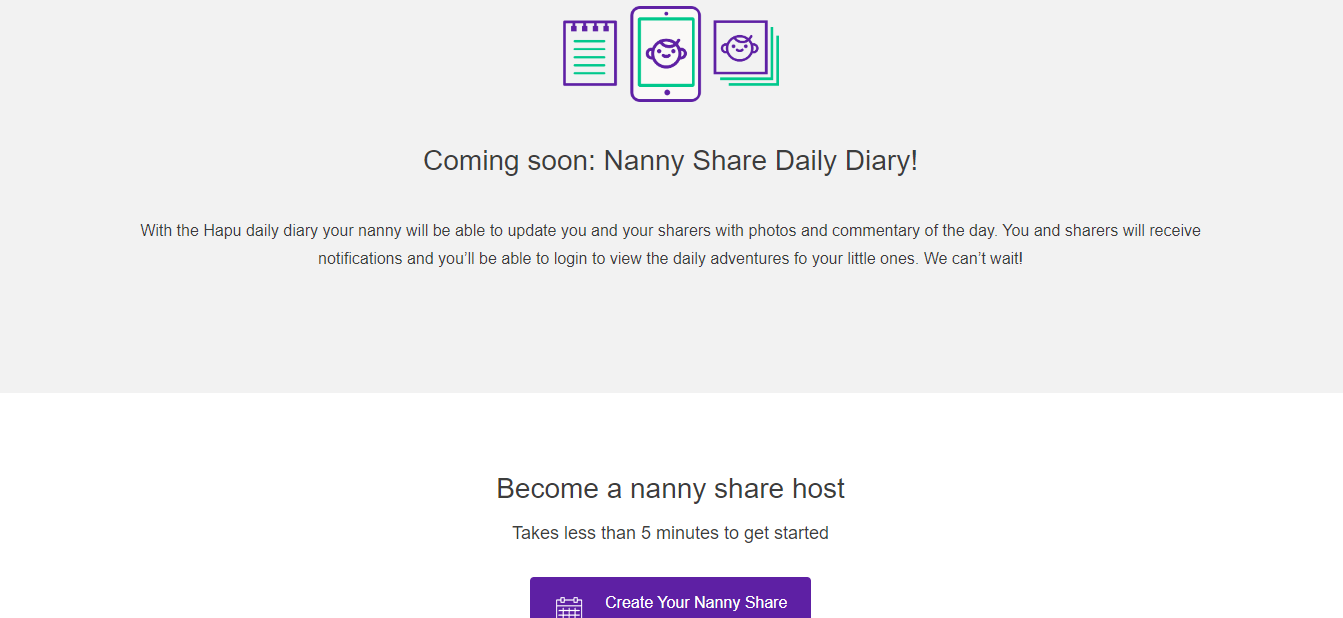 Coming soon: Nanny Share Daily Diary!
With the Hapu daily diary your nanny will be able to update you and your sharers with photos and commentary of the day. You and sharers will receive
notifications and you’ll be able to login to view the daily adventures fo your little ones. We can’t wait!
Become a nanny share host
Takes less than 5 minutes to get started
Create Your Nanny Share